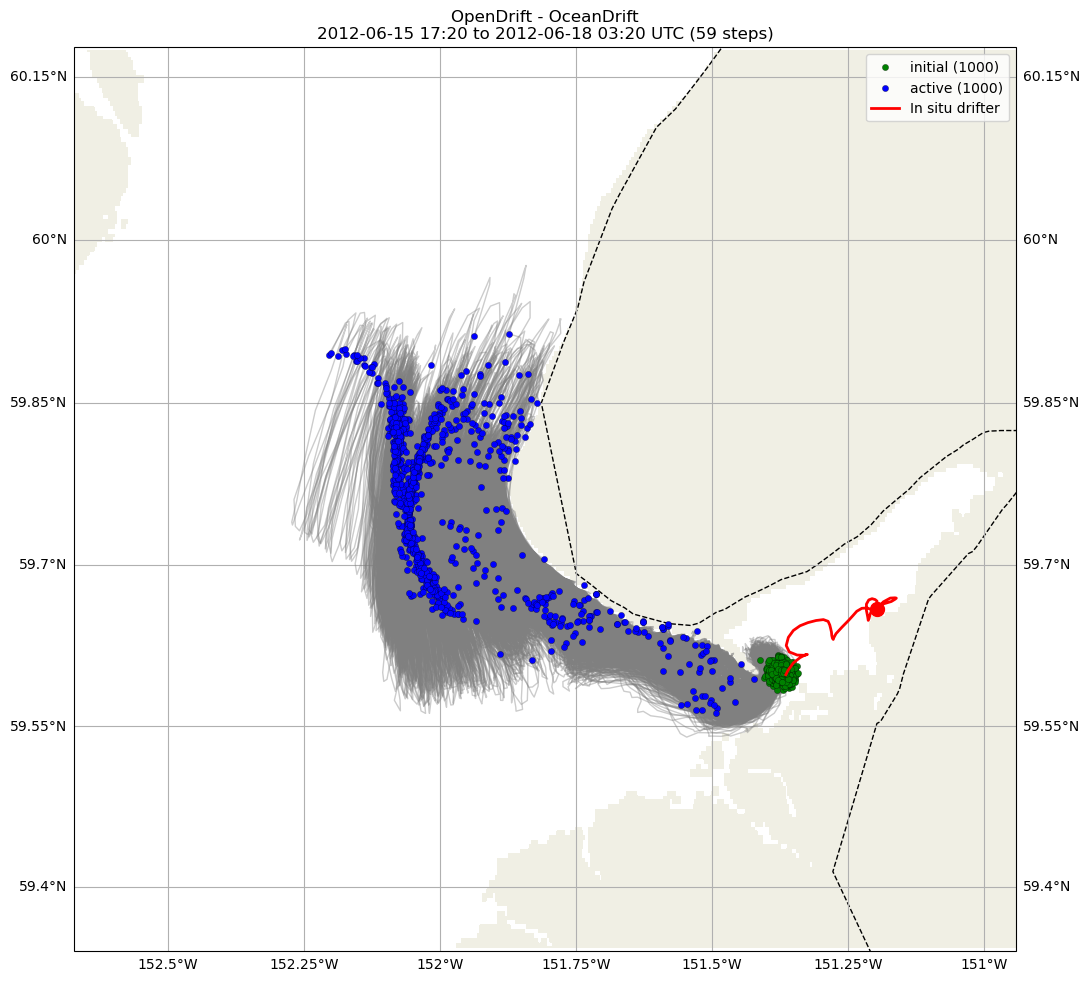 OpenDrift - OceanDrift
2012-06-15 17:20 to 2012-06-18 03:20 UTC (59 steps)
initial (1000)
active (1000)
In situ drifter
60.15°N
60.15°N
60°N
60°N
59.85°N
59.85°N
59.7°N
59.7°N
59.55°N
59.55°N
59.4°N
59.4°N
152.5°W
152.25°W
152°W
151.75°W
151.5°W
151.25°W
151°W